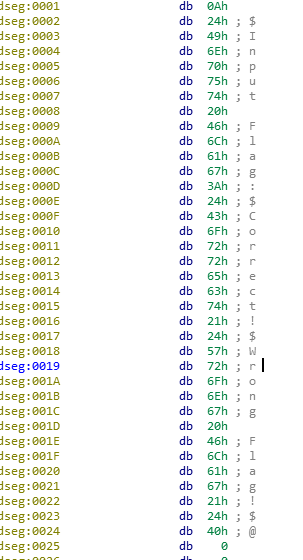 dseg:0001 db 0Ah
dseg:0002 db 24h ; $
dseg:0003 db 49h ; I
dseg:0004 db 6Eh ; n
dseg:0005 db 70h ; p
dseg:0006 db 75h ; u
dseg:0007 db 74h ; t
dseg:0008 db 20h
dseg:0009 db 46h ; F
dseg:000A db 6Ch ; l
dseg:000B db 61h ; a
dseg:000C db 67h ; g
dseg:000D db 3Ah ; :
dseg:000E db 24h ; $
dseg:000F db 43h ; C
dseg:0010 db 6Fh ; o
dseg:0011 db 72h ; r
dseg:0012 db 72h ; r
dseg:0013 db 65h ; e
dseg:0014 db 63h ; c
dseg:0015 db 74h ; t
dseg:0016 db 21h ; !
dseg:0017 db 24h ; $
dseg:0018 db 57h ; W
dseg:0019 db 72h ; r
dseg:001A db 6Fh ; o
dseg:001B db 6Eh ; n
dseg:001C db 67h ; g
dseg:001D db 20h
dseg:001E db 46h ; F
dseg:001F db 6Ch ; l
dseg:0020 db 61h ; a
dseg:0021 db 67h ; g
dseg:0022 db 21h ; !
dseg:0023 db 24h ; $
dseg:0024 db 40h ; @
dseg:0025 db 0